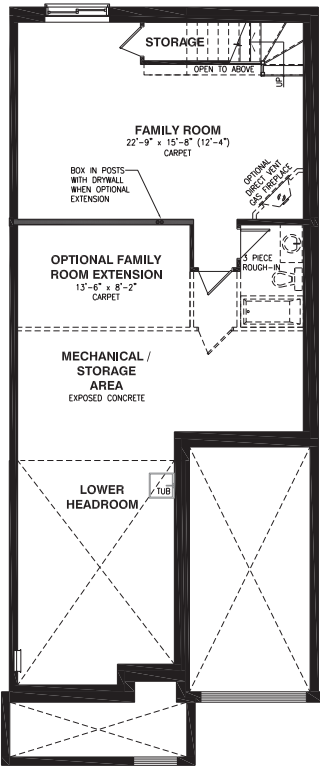 STORAGE
OPEN TO ABOVE
UP
FAMILY ROOM
22'-9" x 15'-8" (12'-4")
CARPET
OPTIONAL
DIRECT VENT
GAS FIREPLACE
BOX IN POSTS
WITH DRYWALL
WHEN OPTIONAL
EXTENSION
OPTIONAL FAMILY
ROOM EXTENSION
13'-6" x 8'-2"
CARPET
3 PIECE
ROUGH-IN
MECHANICAL /
STORAGE
AREA
EXPOSED CONCRETE
LOWER
HEADROOM
TUB